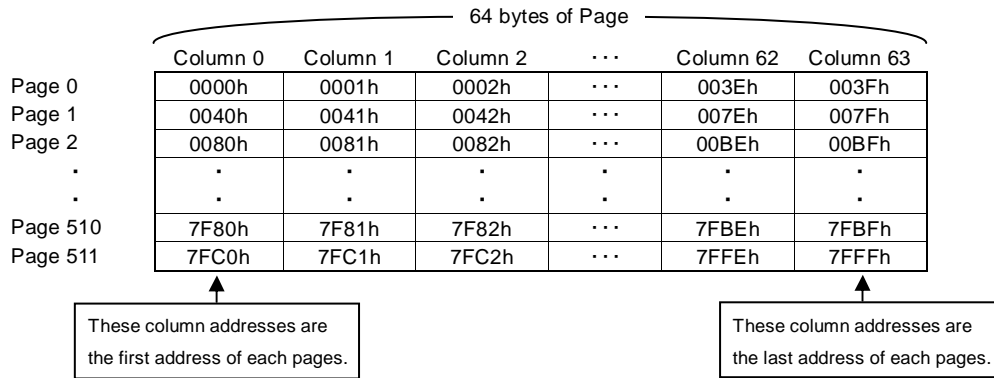 64 bytes of Page
Column 0 Column 1 Column 2 ··· Column 62 Column 63
Page 0 0000h 0001h 0002h ··· 003Eh 003Fh
Page 1 0040h 0041h 0042h ··· 007Eh 007Fh
Page 2 0080h 0081h 0082h ··· 00BEh 00BFh
· · · · · · ·
· · · · · · ·
Page 510 7F80h 7F81h 7F82h ··· 7FBEh 7FBFh
Page 511 7FC0h 7FC1h 7FC2h ··· 7FFEh 7FFFh
These column addresses are
the first address of each pages.
These column addresses are
the last address of each pages.